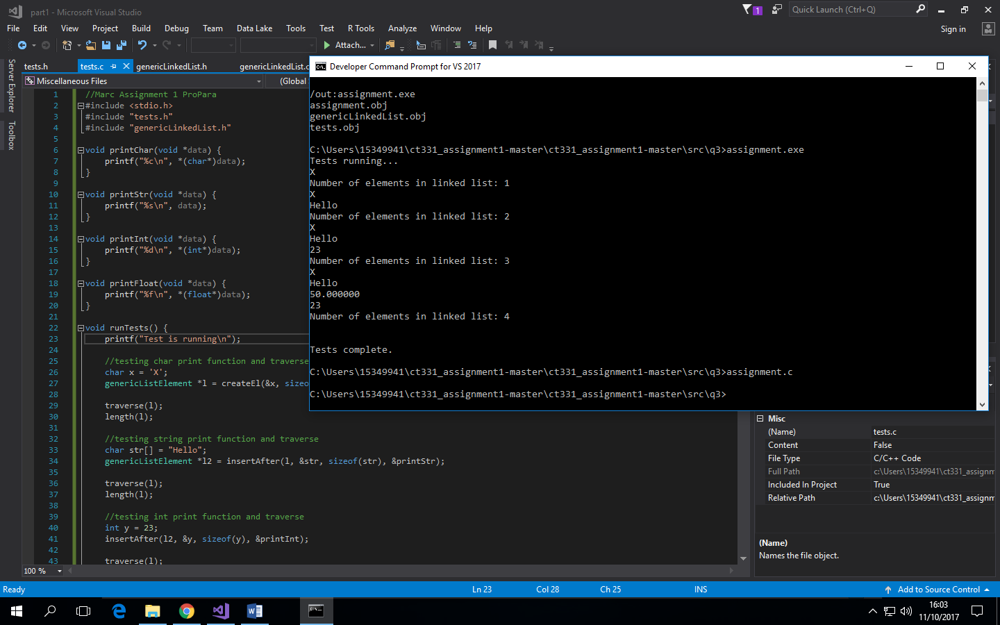 part1 - Microsoft Visual Studio
1
Quick Launch (Ctrl+Q)
File Edit View Project Build Debug Team Data Lake Tools Test R Tools Analyze Window Help
Sign in
Attach...
Server Explorer
Toolbox
tests.h tests.c genericLinkedList.h genericLinkedList.c
Miscellaneous Files (Global
1 //Marc Assignment 1 ProPara
2 #include <stdio.h>
3 #include "tests.h"
4 #include "genericLinkedList.h"
5
6 void printChar(void *data) {
7 printf("%c\n", *(char*)data);
8 }
9
10 void printStr(void *data) {
11 printf("%s\n", data);
12 }
13
14 void printInt(void *data) {
15 printf("%d\n", *(int*)data);
16 }
17
18 void printFloat(void *data) {
19 printf("%f\n", *(float*)data);
20 }
21
22 void runTests() {
23 printf("Test is running\n");
24
25 //testing char print function and traverse
26 char x = 'X';
27 genericListElement *l = createEl(&x, sizeo
28
29 traverse(l);
30 length(l);
31
32 //testing string print function and traverse
33 char str[] = "Hello";
34 genericListElement *l2 = insertAfter(l, &str, sizeof(str), &printStr);
35
36 traverse(l);
37 length(l);
38
39 //testing int print function and traverse
40 int y = 23;
41 insertAfter(l2, &y, sizeof(y), &printInt);
42
43 traverse(l);
100 %
Developer Command Prompt for VS 2017
/out:assignment.exe
assignment.obj
genericLinkedList.obj
tests.obj
C:\Users\15349941\ct331_assignment1-master\ct331_assignment1-master\src\q3>assignment.exe
Tests running...
X
Number of elements in linked list: 1
X
Hello
Number of elements in linked list: 2
X
Hello
23
Number of elements in linked list: 3
X
Hello
50.000000
23
Number of elements in linked list: 4
Tests complete.
C:\Users\15349941\ct331_assignment1-master\ct331_assignment1-master\src\q3>assignment.c
C:\Users\15349941\ct331_assignment1-master\ct331_assignment1-master\src\q3>
Misc
(Name) tests.c
Content False
File Type C/C++ Code
Full Path c:\Users\15349941\ct331_assignm
Included In Project True
Relative Path c:\Users\15349941\ct331_assignm
(Name)
Names the file object.
Ready Ln 23 Col 28 Ch 25 INS Add to Source Control
16:03
11/10/2017